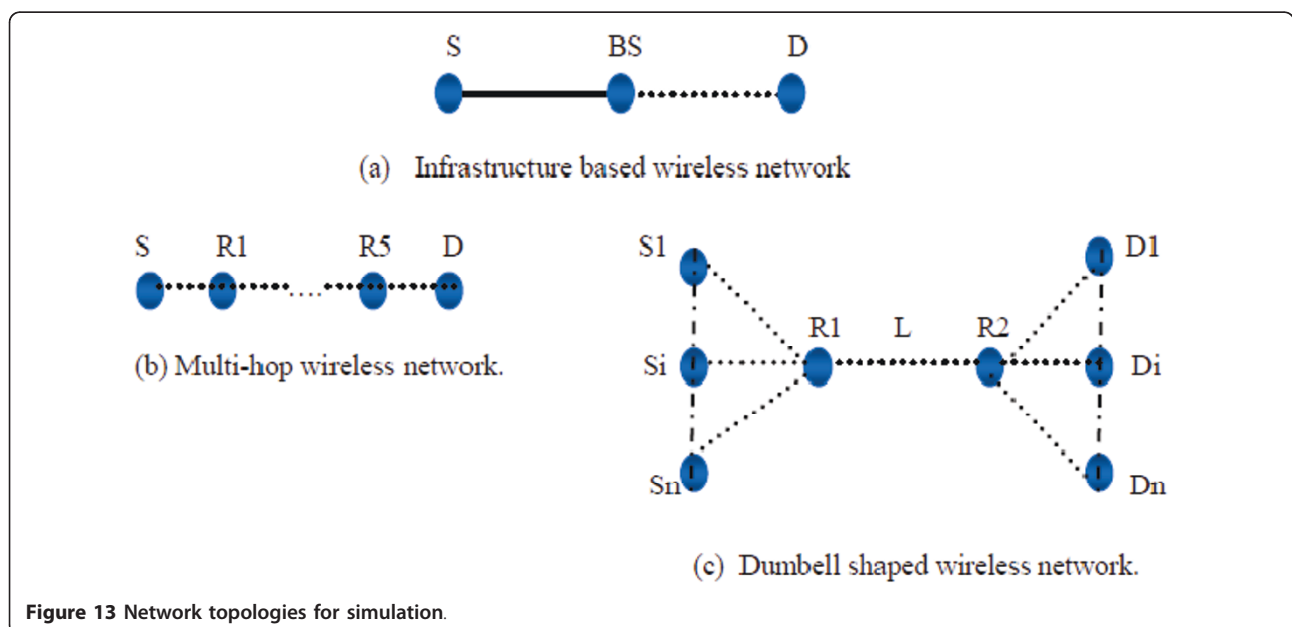 S BS D
(a) Infrastructure based wireless network
S R1 R5 D
....
(b) Multi-hop wireless network.
S1 D1
R1 L R2
Si Di
Sn Dn
(c) Dumbell shaped wireless network.
Figure 13 Network topologies for simulation.